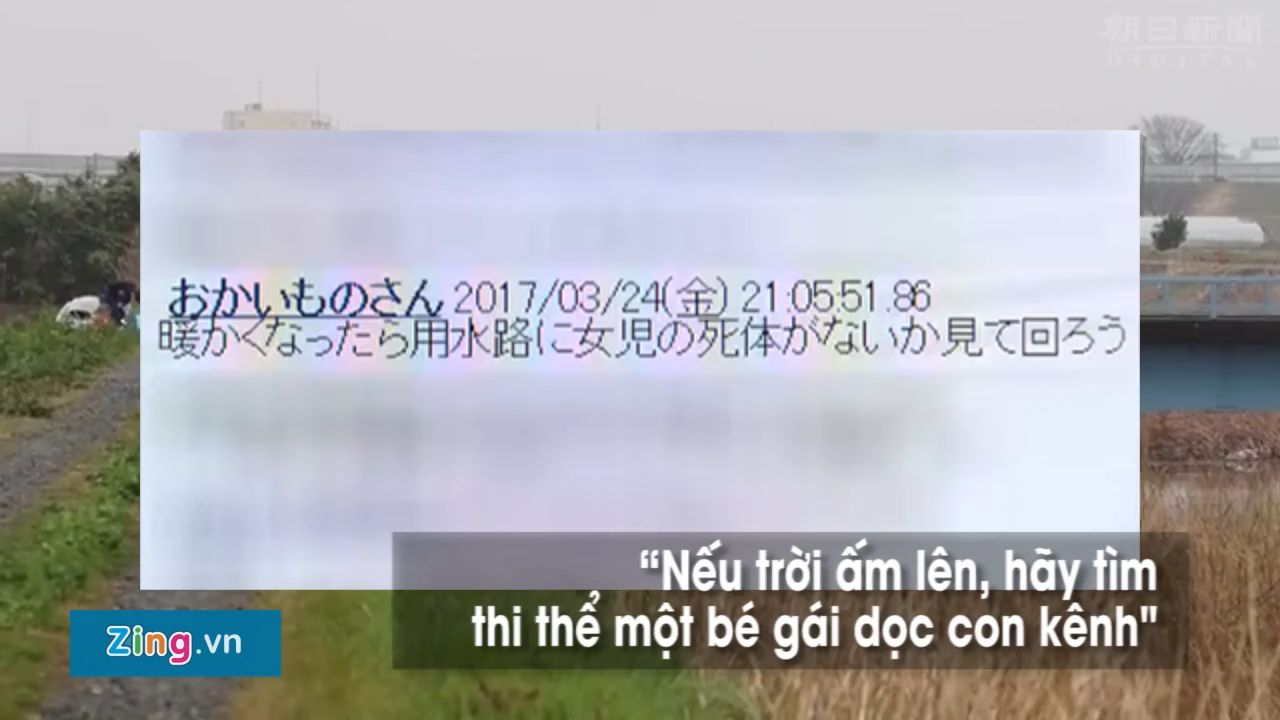 朝日新聞
DIGITAL
おかいものさん 2017/03/24(金) 21:05:51.86
暖かくなったら用水路に女児の死体がないか見て回ろう
“Nếu trời ấm lên, hãy tìm
thi thể một bé gái dọc con kênh"
Zing.vn